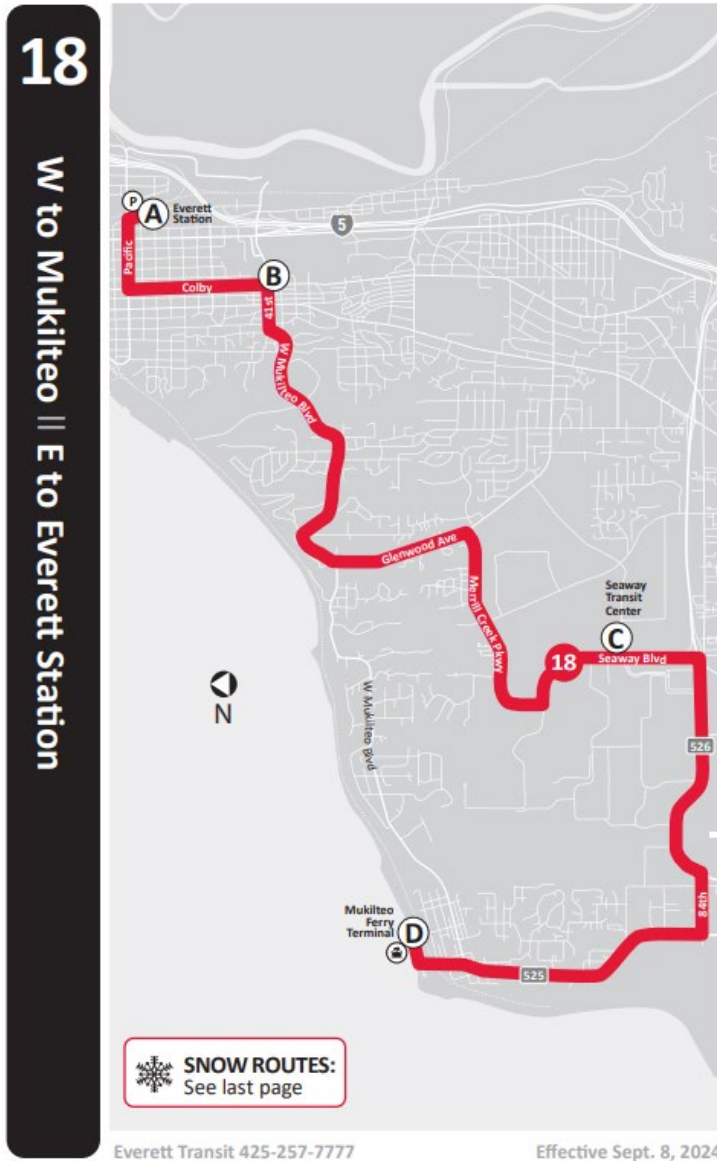 18
W to Mukilteo || E to Everett Station
P
A
Everett
Station
5
Pacific
Colby
B
41st
W Mukilteo Blvd
Glenwood Ave
Merrill Creek Pkwy
Seaway
Transit
Center
C
18
Seaway Blvd
N
W Mukilteo Blvd
526
84th
Mukilteo
Ferry
Terminal
D
525
SNOW ROUTES:
See last page
Everett Transit 425-257-7777
Effective Sept. 8, 2024